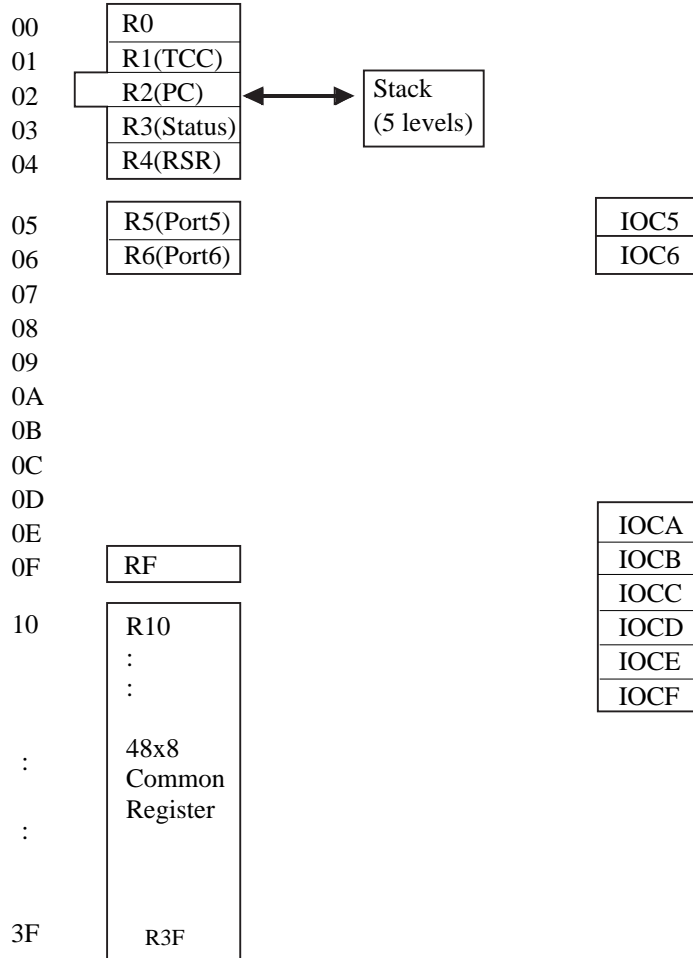 00 R0
01 R1(TCC)
02 R2(PC) Stack
03 R3(Status) (5 levels)
04 R4(RSR)
05 R5(Port5) IOC5
06 R6(Port6) IOC6
07
08
09
0A
0B
0C
0D
0E IOCA
0F RF IOCB
IOCC
10 R10 IOCD
: IOCE
: IOCF
: 48x8
Common
: Register
3F R3F